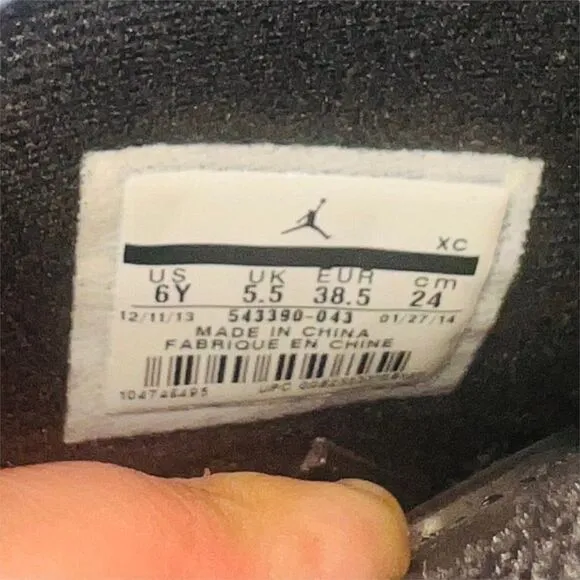 XC
US UK EUR cm
6Y 5.5 38.5 24
12/11/13 543390-043 01/27/14
MADE IN CHINA
FABRIQUE EN CHINE
104746495 UPC